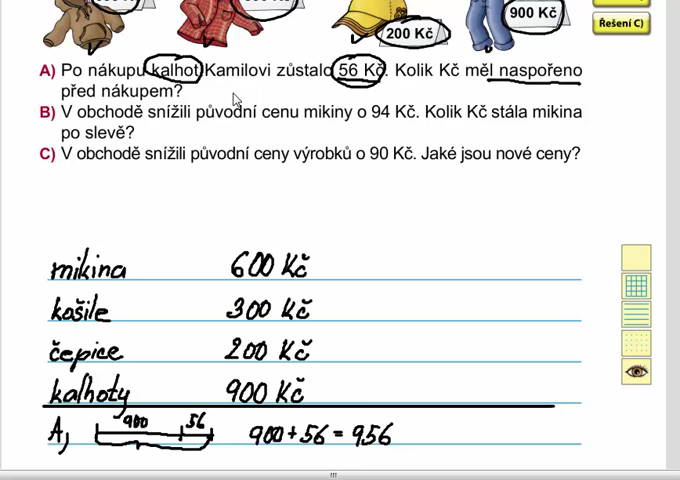 900 Kč
Řešení C)
200 Kč
A) Po nákupu kalhot Kamilovi zůstalo 56 Kč. Kolik Kč měl naspořeno
před nákupem?
B) V obchodě snížili původní cenu mikiny o 94 Kč. Kolik Kč stála mikina
po slevě?
C) V obchodě snížili původní ceny výrobků o 90 Kč. Jaké jsou nové ceny?
mikina 600 Kč
košile 300 Kč
čepice 200 Kč
kalhoty 900 Kč
900 56
A, 900 + 56 = 956